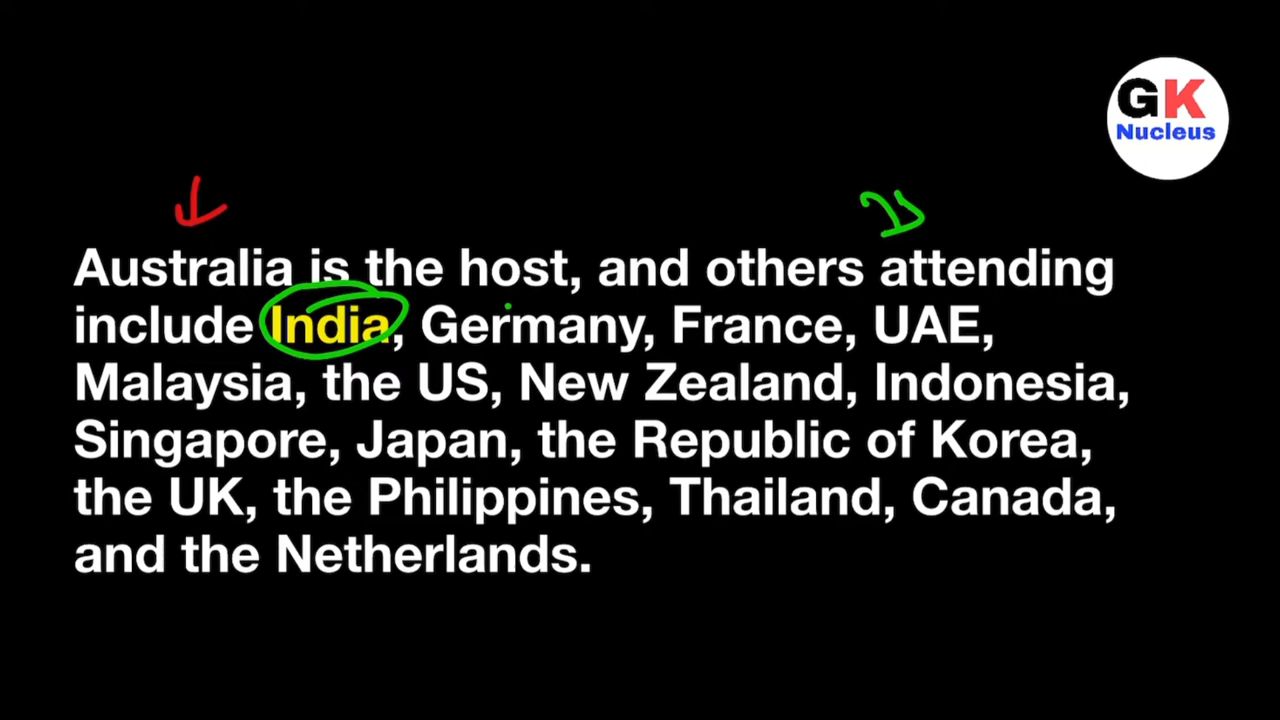 GK
Nucleus
Australia is the host, and others attending
include India, Germany, France, UAE,
Malaysia, the US, New Zealand, Indonesia,
Singapore, Japan, the Republic of Korea,
the UK, the Philippines, Thailand, Canada,
and the Netherlands.